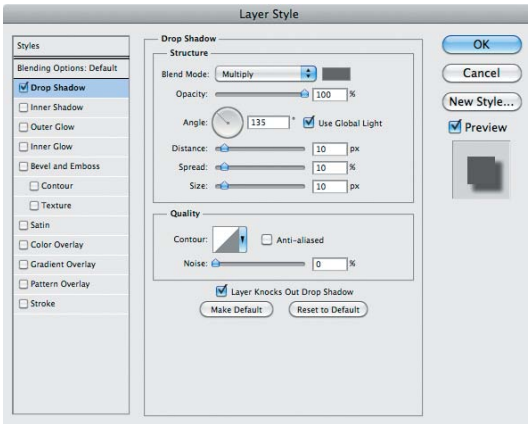 Layer Style
Styles
Blending Options: Default
Drop Shadow
Inner Shadow
Outer Glow
Inner Glow
Bevel and Emboss
Contour
Texture
Satin
Color Overlay
Gradient Overlay
Pattern Overlay
Stroke
Drop Shadow
Structure
Blend Mode: Multiply
Opacity: 100 %
Angle: 135 ° Use Global Light
Distance: 10 px
Spread: 10 %
Size: 10 px
Quality
Contour: Anti-aliased
Noise: 0 %
Layer Knocks Out Drop Shadow
Make Default Reset to Default
OK
Cancel
New Style...
Preview